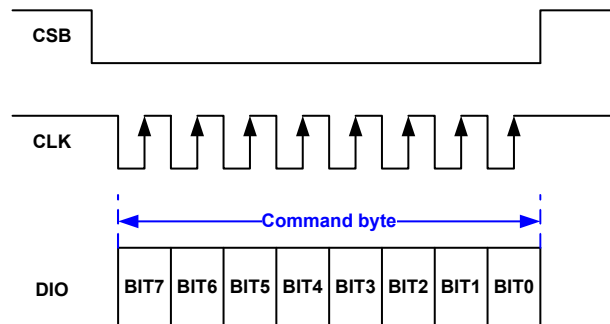 CSB
CLK
Command byte
DIO BIT7 BIT6 BIT5 BIT4 BIT3 BIT2 BIT1 BIT0